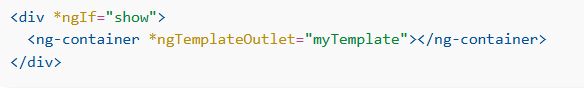 <div *ngIf="show">
  <ng-container *ngTemplateOutlet="myTemplate"></ng-container>
</div>